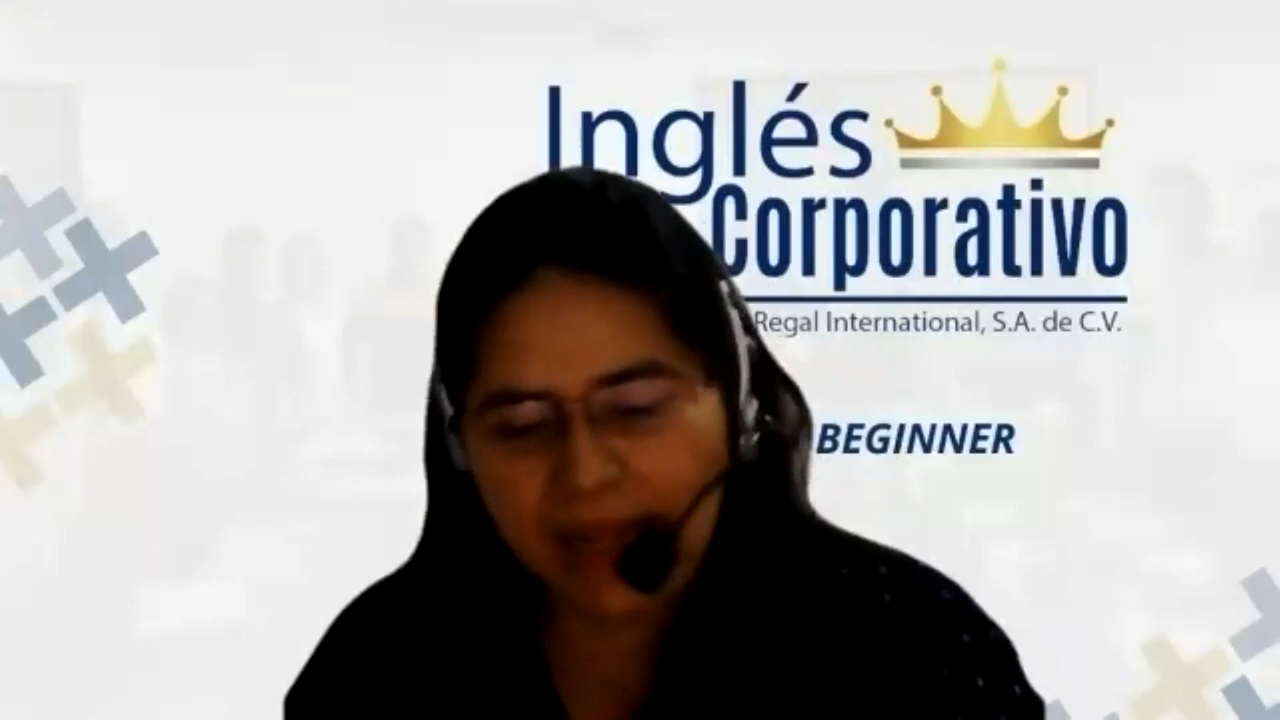 Inglés
Corporativo
Regal International, S.A. de C.V.
BEGINNER